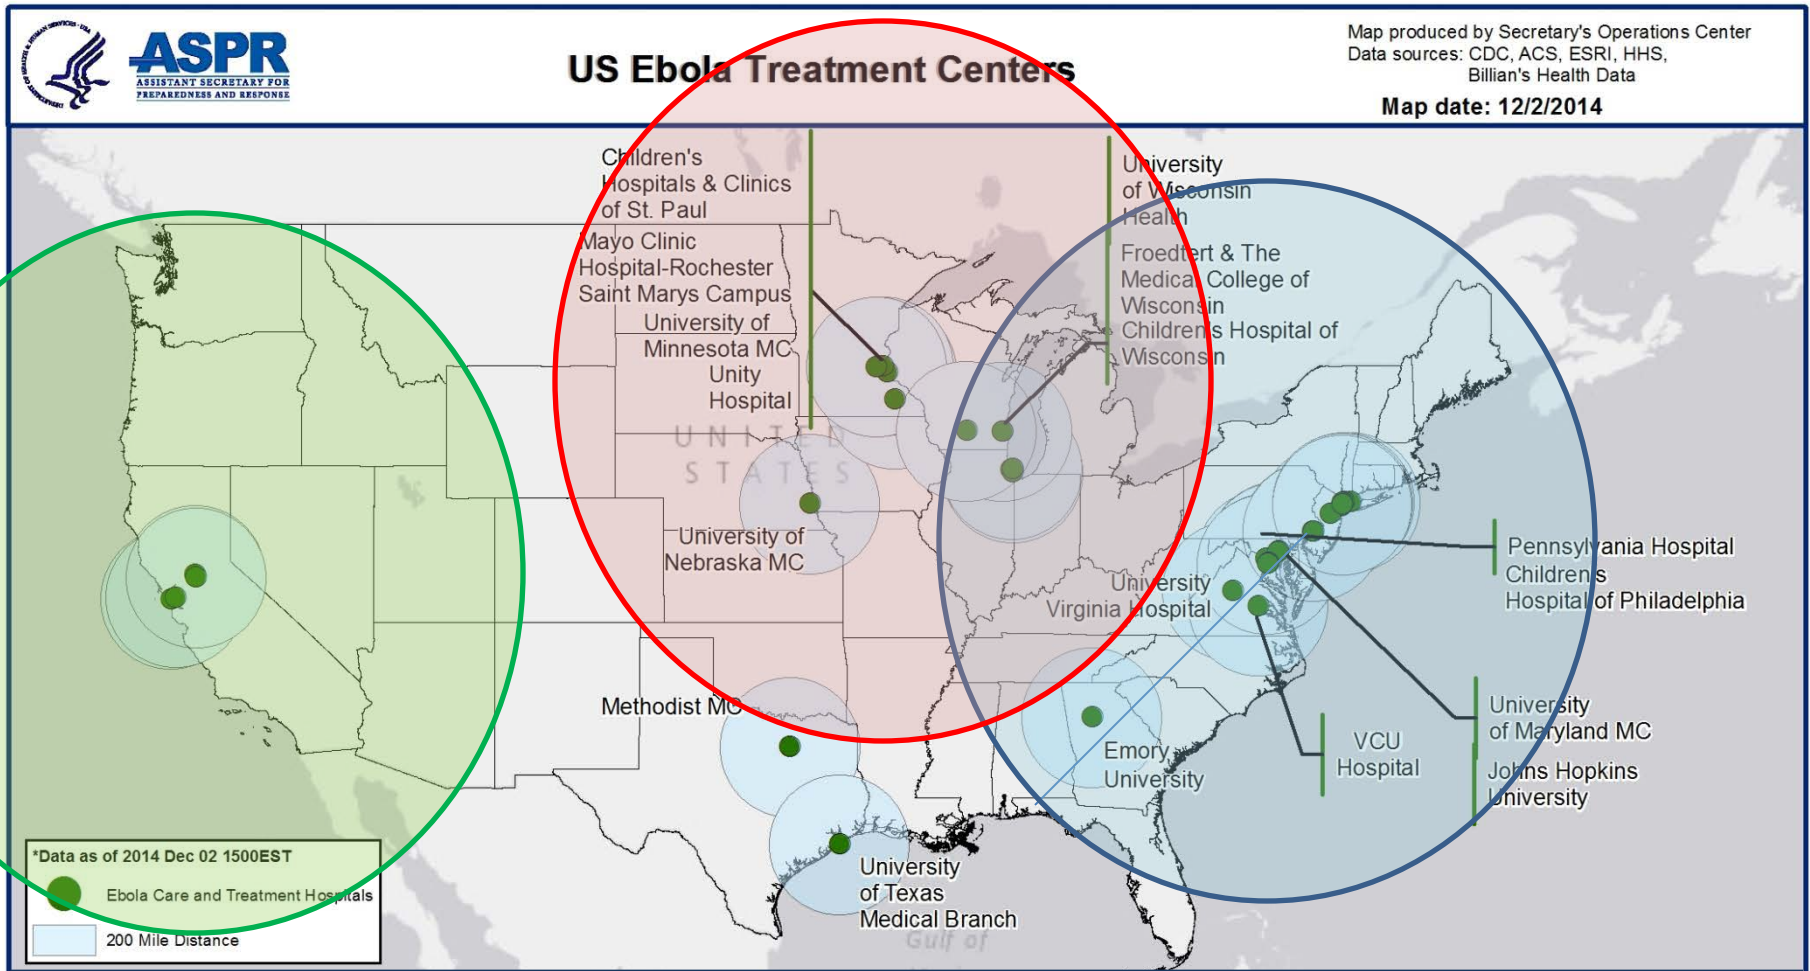 ASPR
ASSISTANT SECRETARY FOR
PREPAREDNESS AND RESPONSE
US Ebola Treatment Centers
Map produced by Secretary's Operations Center
Data sources: CDC, ACS, ESRI, HHS,
Billian's Health Data
Map date: 12/2/2014
Children's
Hospitals & Clinics
of St. Paul
Mayo Clinic
Hospital-Rochester
Saint Marys Campus
University of
Minnesota MC
Unity
Hospital
University
of Wisconsin
Health
Froedtert & The
Medical College of
Wisconsin
Children's Hospital of
Wisconsin
UNITED
STATES
University of
Nebraska MC
University
Virginia Hospital
Pennsylvania Hospital
Children's
Hospital of Philadelphia
Methodist MC
Emory
University
VCU
Hospital
University
of Maryland MC
Johns Hopkins
University
University
of Texas
Medical Branch
Gulf of
*Data as of 2014 Dec 02 1500EST
Ebola Care and Treatment Hospitals
200 Mile Distance